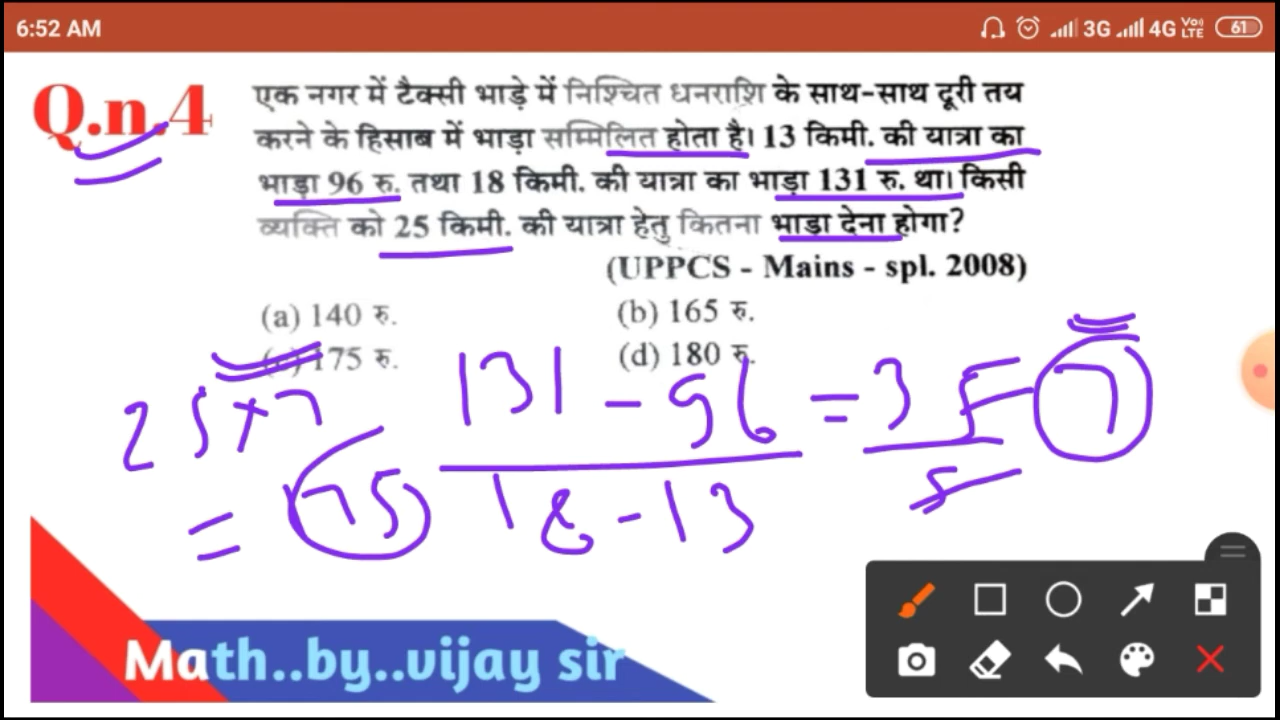 6:52 AM 3G 4G Vo)) LTE 61
Q.n.4
एक नगर में टैक्सी भाड़े में निश्चित धनराशि के साथ-साथ दूरी तय
करने के हिसाब में भाड़ा सम्मिलित होता है। 13 किमी. की यात्रा का
भाड़ा 96 रु. तथा 18 किमी. की यात्रा का भाड़ा 131 रु. था। किसी
व्यक्ति को 25 किमी. की यात्रा हेतु कितना भाड़ा देना होगा?
(UPPCS - Mains - spl. 2008)
(a) 140 रु. (b) 165 रु.
(c) 175 रु. (d) 180 रु.
25×7 131 - 96 = 35 7
= 175 18 - 13 5
Math..by..vijay sir